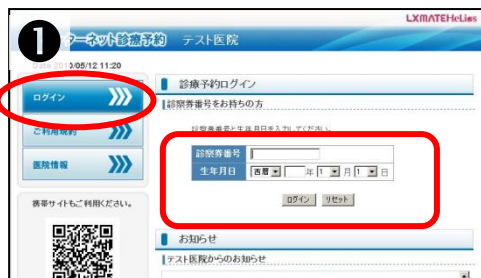 LXMATEHeLies
❶
ーネット診療予約 テスト医院
2010/05/12 11:20
ログイン
ご利用規約
医院情報
携帯サイトもご利用ください。
診療予約ログイン
診察券番号をお持ちの方
診察券番号と生年月日を入力してください。
診察券番号
生年月日 西暦 年 1 月 1 日
ログイン リセット
お知らせ
テスト医院からのお知らせ